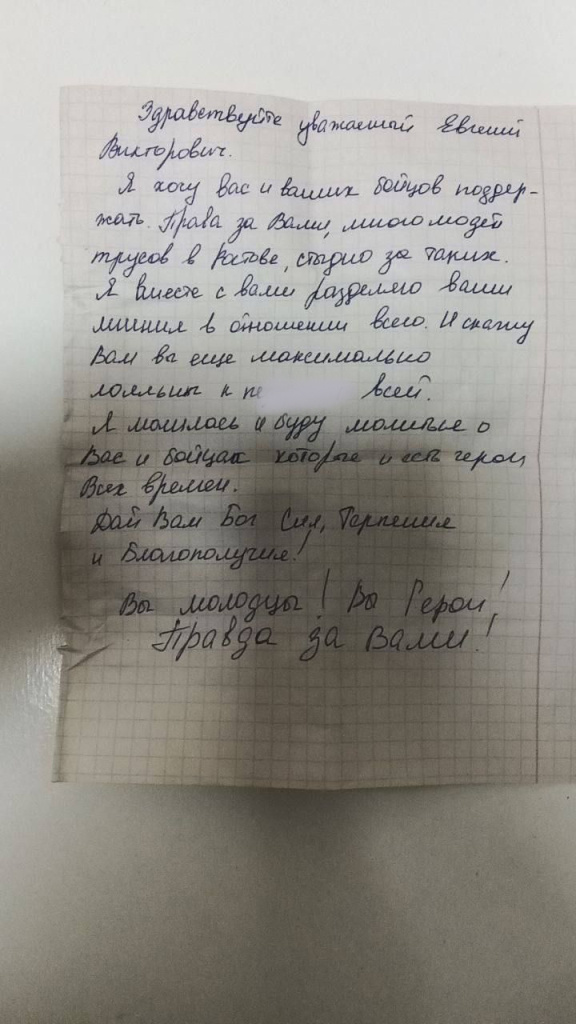 Здравствуйте уважаемый Евгений
Викторович.
Я хочу вас и ваших бойцов поддер-
жать. Права за Вами, много людей
трусов в Ростове, стыдно за таких.
Я вместе с вами разделяю ваши
мнения в отношении всего. И скажу
Вам вы еще максимально
лояльны к пе всей.
Я молилась и буду молиться о
Вас и бойцах которые и есть герои
Всех времен.
Дай Вам Бог Сил, Терпения
и Благополучия!
Вы молодцы! Вы Герои!
Правда за Вами!